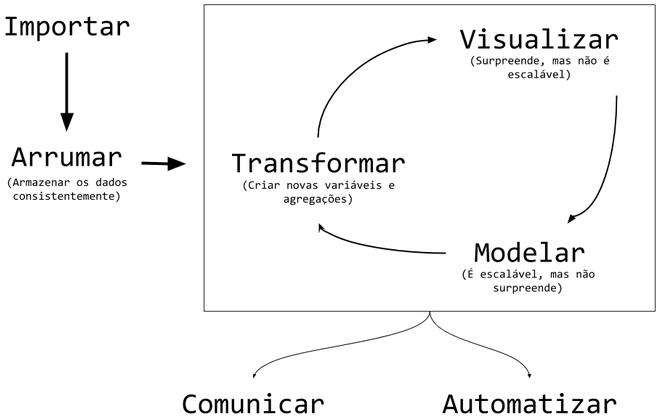 Importar
Visualizar
(Surpreende, mas não é
escalável)
Arrumar
(Armazenar os dados
consistentemente)
Transformar
(Criar novas variáveis e
agregações)
Modelar
(É escalável, mas não
surpreende)
Comunicar
Automatizar